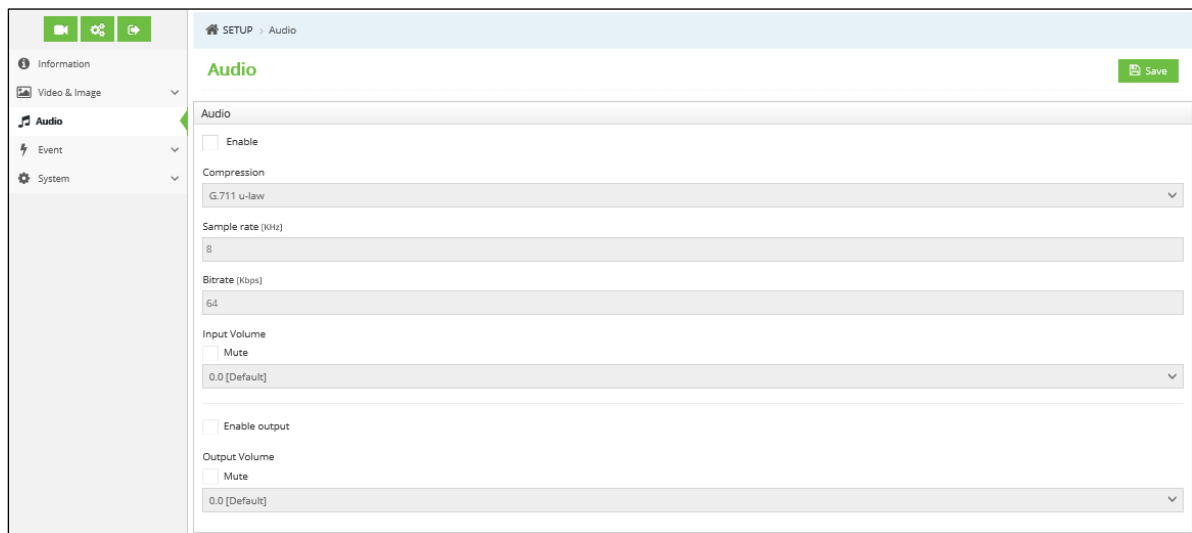 SETUP > Audio
Information
Video & Image
Audio
Event
System
Audio
Save
Audio
Enable
Compression
G.711 u-law
Sample rate [KHz]
8
Bitrate [Kbps]
64
Input Volume
Mute
0.0 [Default]
Enable output
Output Volume
Mute
0.0 [Default]